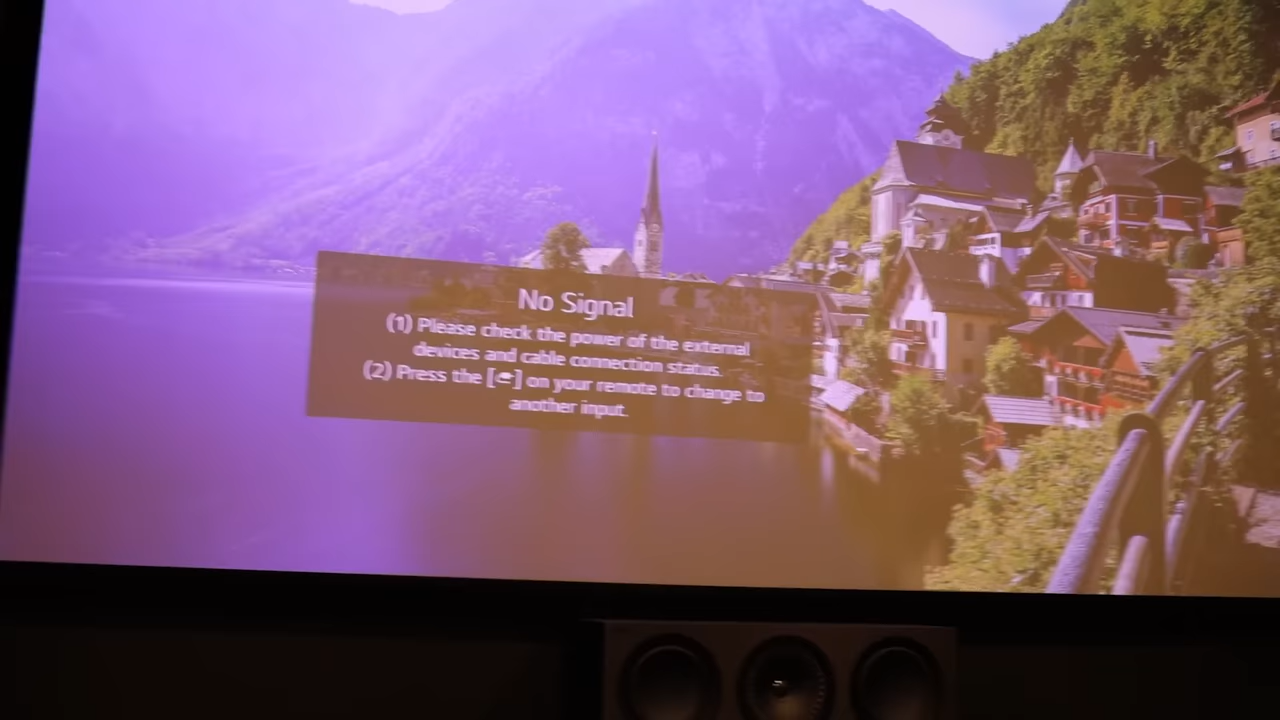 No Signal
(1) Please check the power of the external
devices and cable connection status.
(2) Press the [ ] on your remote to change to
another input.